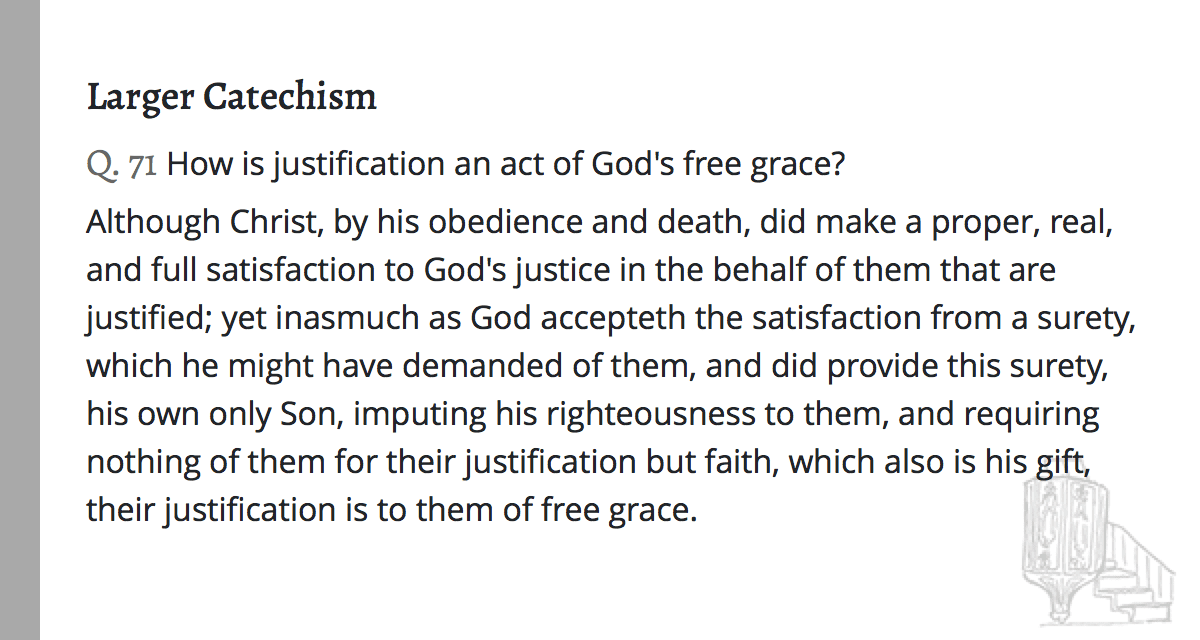 Larger Catechism
Q. 71 How is justification an act of God's free grace?
Although Christ, by his obedience and death, did make a proper, real,
and full satisfaction to God's justice in the behalf of them that are
justified; yet inasmuch as God accepteth the satisfaction from a surety,
which he might have demanded of them, and did provide this surety,
his own only Son, imputing his righteousness to them, and requiring
nothing of them for their justification but faith, which also is his gift,
their justification is to them of free grace.